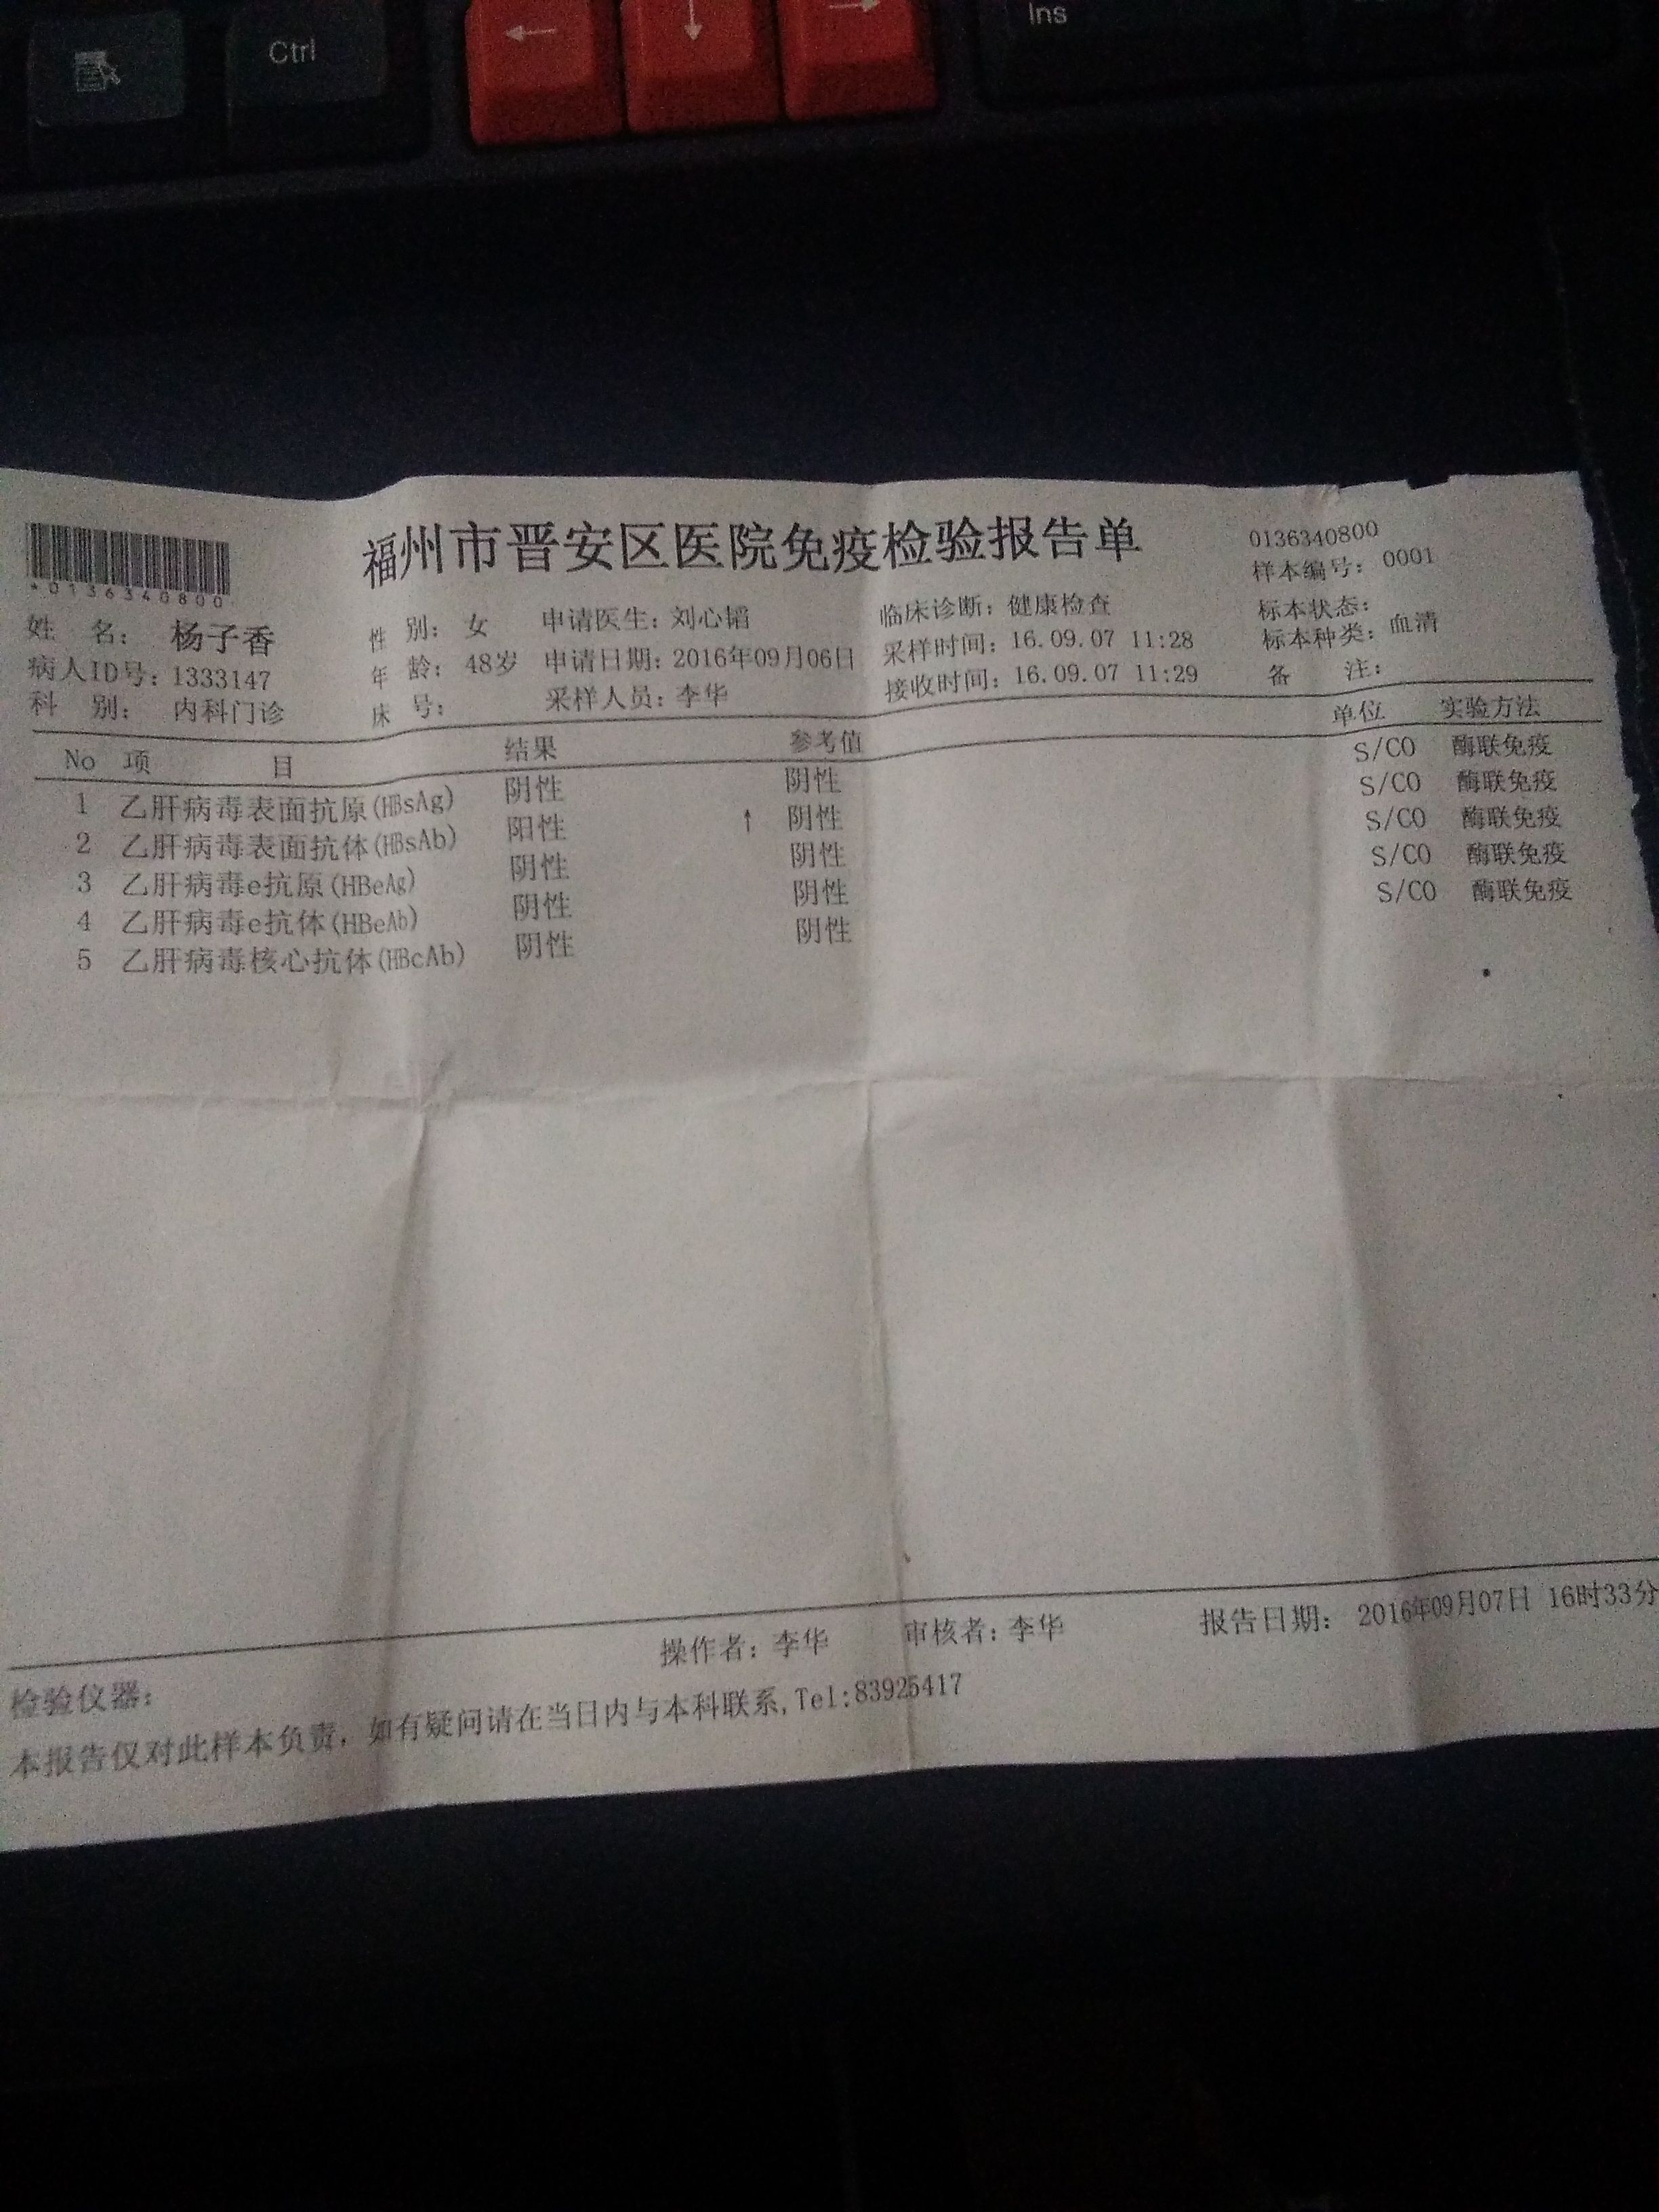 Ctrl
Ins
福州市晋安区医院免疫检验报告单
*0136340800
0136340800
样本编号: 0001
姓 名: 杨子香 性 别: 女 申请医生: 刘心韬 临床诊断: 健康检查 标本状态:
病人ID号: 1333147 年 龄: 48岁 申请日期: 2016年09月06日 采样时间: 16.09.07 11:28 标本种类: 血清
科 别: 内科门诊 床 号: 采样人员: 李华 接收时间: 16.09.07 11:29 备 注:
No 项 目 结果 参考值 单位 实验方法
1 乙肝病毒表面抗原(HBsAg) 阴性 阴性 S/CO 酶联免疫
2 乙肝病毒表面抗体(HBsAb) 阳性 ↑ 阴性 S/CO 酶联免疫
3 乙肝病毒e抗原(HBeAg) 阴性 阴性 S/CO 酶联免疫
4 乙肝病毒e抗体(HBeAb) 阴性 阴性 S/CO 酶联免疫
5 乙肝病毒核心抗体(HBcAb) 阴性 阴性 S/CO 酶联免疫
检验仪器: 操作者: 李华 审核者: 李华 报告日期: 2016年09月07日 16时33分
本报告仅对此样本负责, 如有疑问请在当日内与本科联系,Tel:83925417